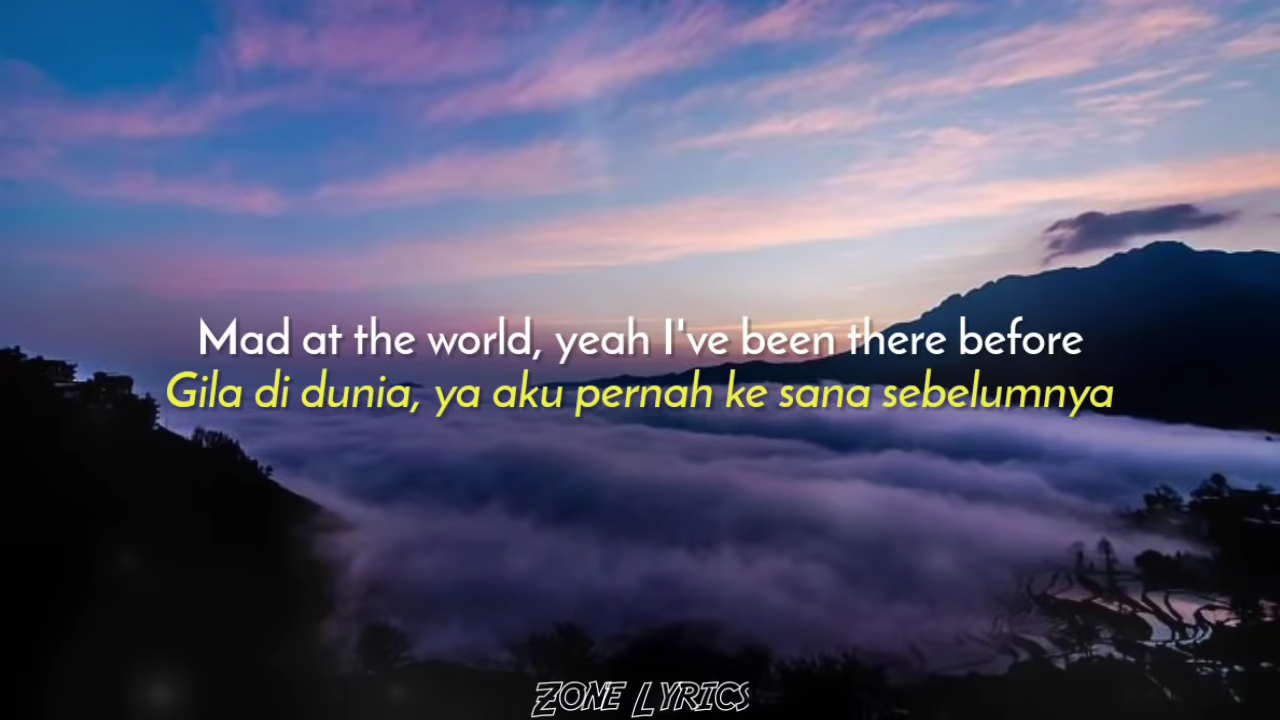 Mad at the world, yeah I've been there before
Gila di dunia, ya aku pernah ke sana sebelumnya
ZONE LYRICS